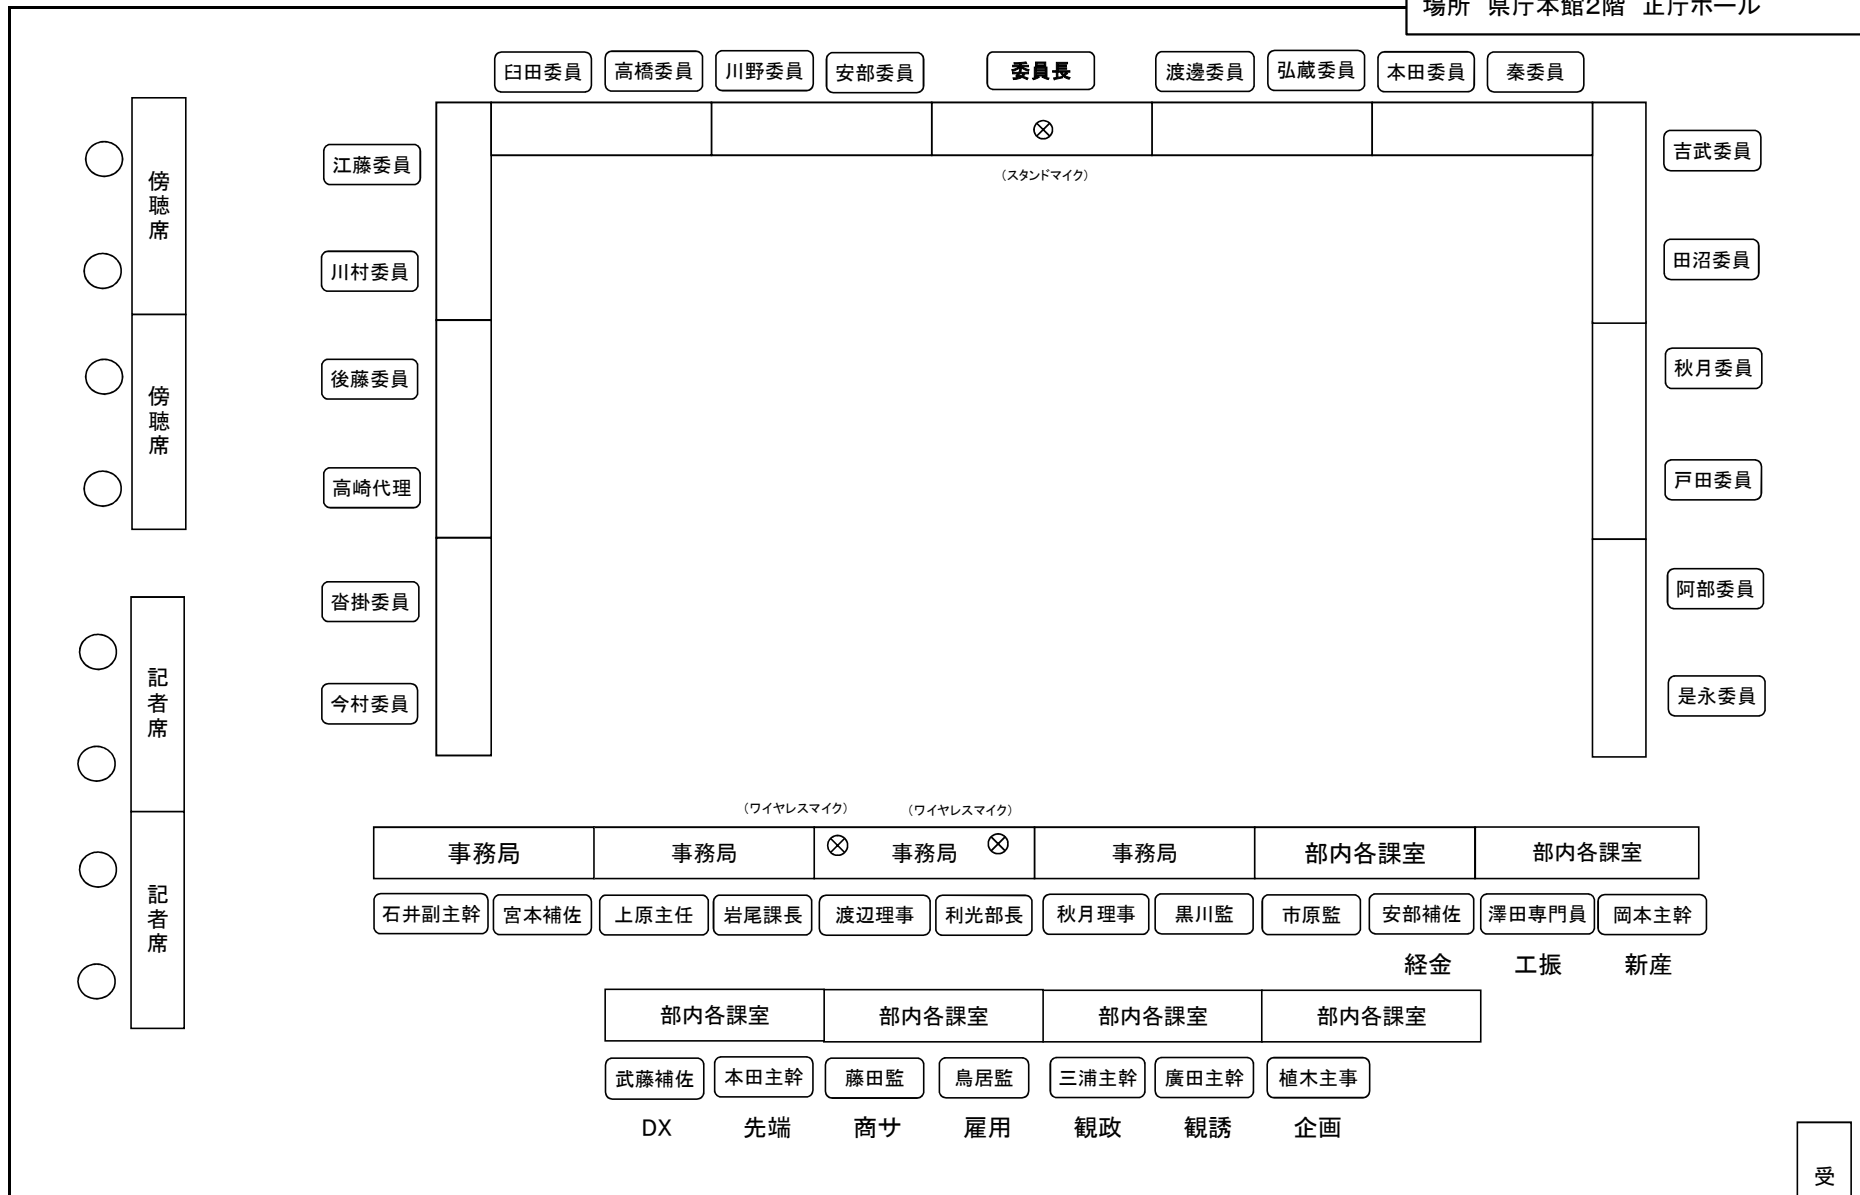 場所 県庁本館2階 正庁ホール
臼田委員 高橋委員 川野委員 安部委員 委員長 渡邊委員 弘蔵委員 本田委員 秦委員
(スタンドマイク)
江藤委員
川村委員
後藤委員
高崎代理
沓掛委員
今村委員
吉武委員
田沼委員
秋月委員
戸田委員
阿部委員
是永委員
傍聴席
傍聴席
記者席
記者席
(ワイヤレスマイク) (ワイヤレスマイク)
事務局 事務局 事務局 事務局 部内各課室 部内各課室
石井副主幹 宮本補佐 上原主任 岩尾課長 渡辺理事 利光部長 秋月理事 黒川監 市原監 安部補佐 澤田専門員 岡本主幹
経金 工振 新産
部内各課室 部内各課室 部内各課室 部内各課室
武藤補佐 本田主幹 藤田監 鳥居監 三浦主幹 廣田主幹 植木主事
DX 先端 商サ 雇用 観政 観誘 企画
受